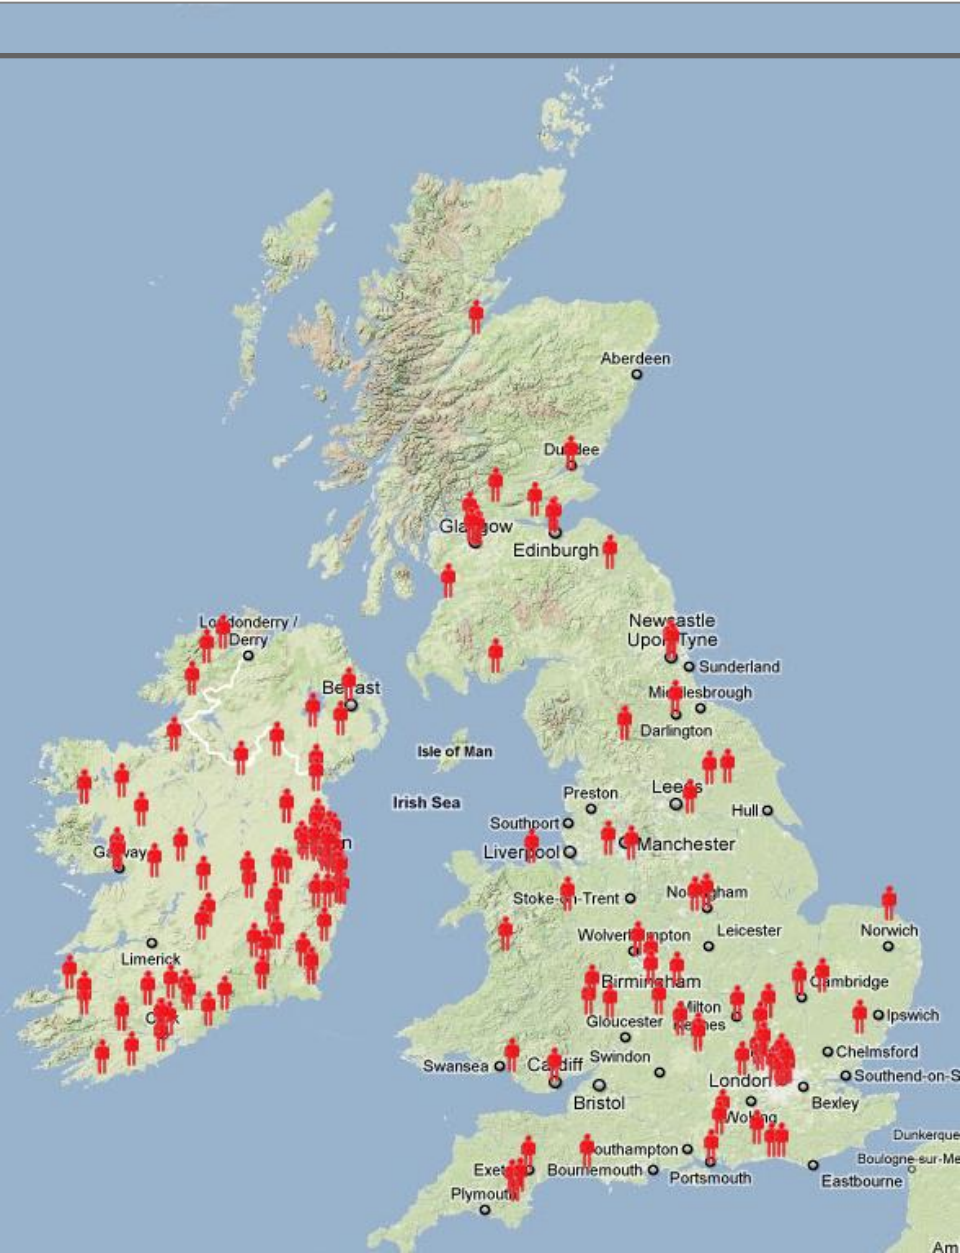 Aberdeen
Dundee
Glasgow
Edinburgh
Londonderry /
Derry
Newcastle
Upon Tyne
Sunderland
Belfast
Middlesbrough
Darlington
Isle of Man
Irish Sea
Preston
Leeds
Hull
Southport
Manchester
Liverpool
Galway
Stoke-on-Trent
Nottingham
Norwich
Wolverhampton
Leicester
Limerick
Birmingham
Cambridge
Milton
Keynes
Gloucester
Ipswich
Cork
Swansea
Cardiff
Swindon
Chelmsford
London
Southend-on-S
Bristol
Bexley
Woking
Dunkerque
Southampton
Boulogne-sur-Me
Exeter
Bournemouth
Portsmouth
Eastbourne
Plymouth
Am